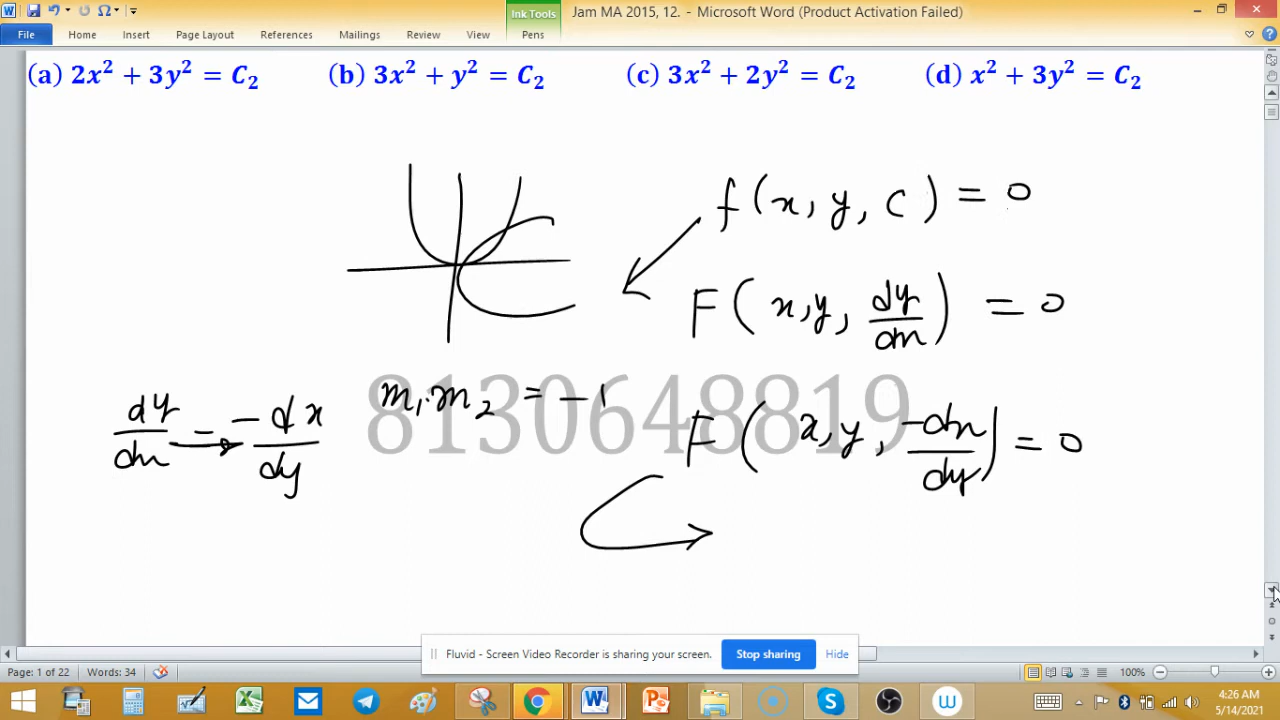 Ink Tools
Jam MA 2015, 12. - Microsoft Word (Product Activation Failed)
File Home Insert Page Layout References Mailings Review View Pens
(a) 2x² + 3y² = C₂ (b) 3x² + y² = C₂ (c) 3x² + 2y² = C₂ (d) x² + 3y² = C₂
f(x, y, c) = 0
F(x, y, dy/dx) = 0
m₁.m₂ = -1
8130648819
dy/dx = -dx/dy
F(x, y, -dx/dy) = 0
Fluvid - Screen Video Recorder is sharing your screen. Stop sharing Hide
Page: 1 of 22 Words: 34 100%
4:26 AM
5/14/2021